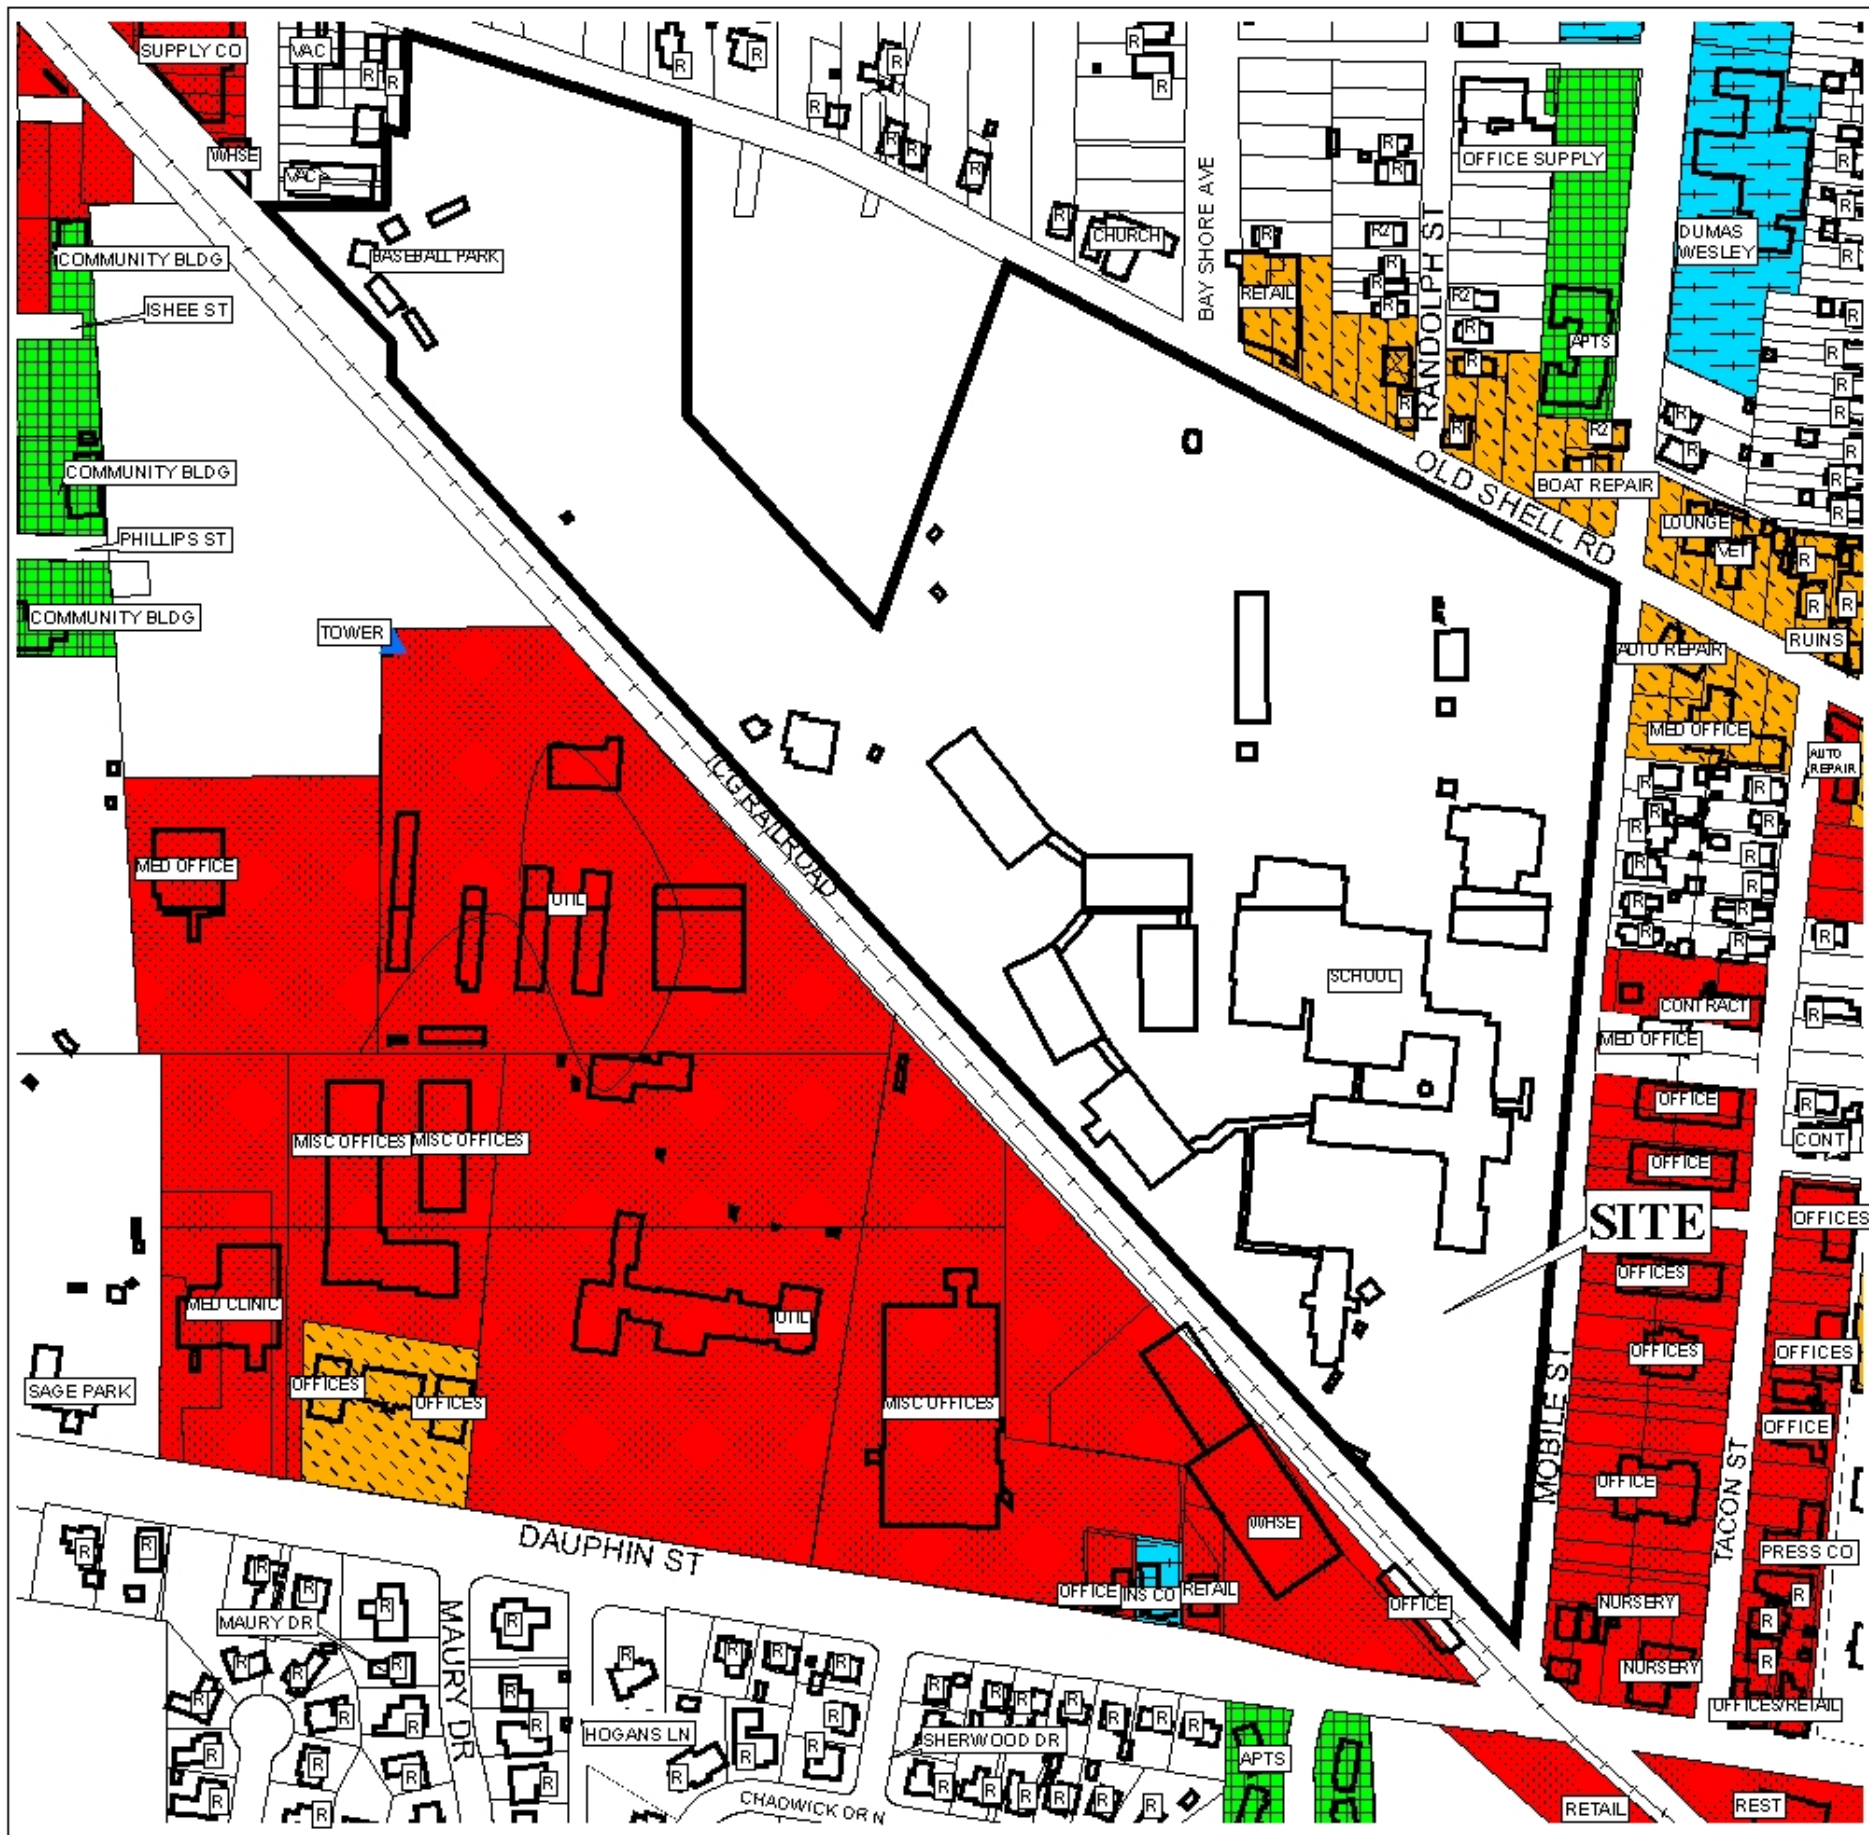 SUPPLY CO
VAC
R
R
R
R
R
R
R
R
R
R
R
WHSE
VAC
R
R
OFFICE SUPPLY
R
BAY SHORE AVE
R
CHURCH
R
R2
RANDOLPH ST
DUMAS
WESLEY
R
R
COMMUNITY BLDG
BASEBALL PARK
R
R
RETAIL
R
R
R2
R
ISHEE ST
R
APTS
R
R
R
R
R
R
R
R
R2
R
R
COMMUNITY BLDG
OLD SHELL RD
BOAT REPAIR
R
R
PHILLIPS ST
LOUNGE
VET
R
COMMUNITY BLDG
TOWER
R
R
RUINS
AUTO REPAIR
MED OFFICE
AUTO
REPAIR
ICG RAILROAD
R
R
R
R
R
R
R
MED OFFICE
R
R
R
UTIL
R
R
R
SCHOOL
CONTRACT
R
MED OFFICE
OFFICE
R
MISC OFFICES
MISC OFFICES
CONT
OFFICE
SITE
OFFICES
OFFICES
MED CLINIC
UTIL
OFFICES
OFFICES
SAGE PARK
OFFICES
OFFICES
MISC OFFICES
MOBILE ST
OFFICE
OFFICE
TACON ST
WHSE
DAUPHIN ST
PRESS CO
R
R
R
R
R
OFFICE
INS CO
RETAIL
OFFICE
NURSERY
R
R
MAURY DR
R
MAURY DR
R
R
R
R
R
R
R
R
NURSERY
R
R
R
R
R
R
R
R
R
R
OFFICES/RETAIL
R
R
R
R
HOGANS LN
R
SHERWOOD DR
R
R
R
R
R
R
APTS
R
R
R
R
R
R
R
R
R
CHADWICK DR N
RETAIL
REST